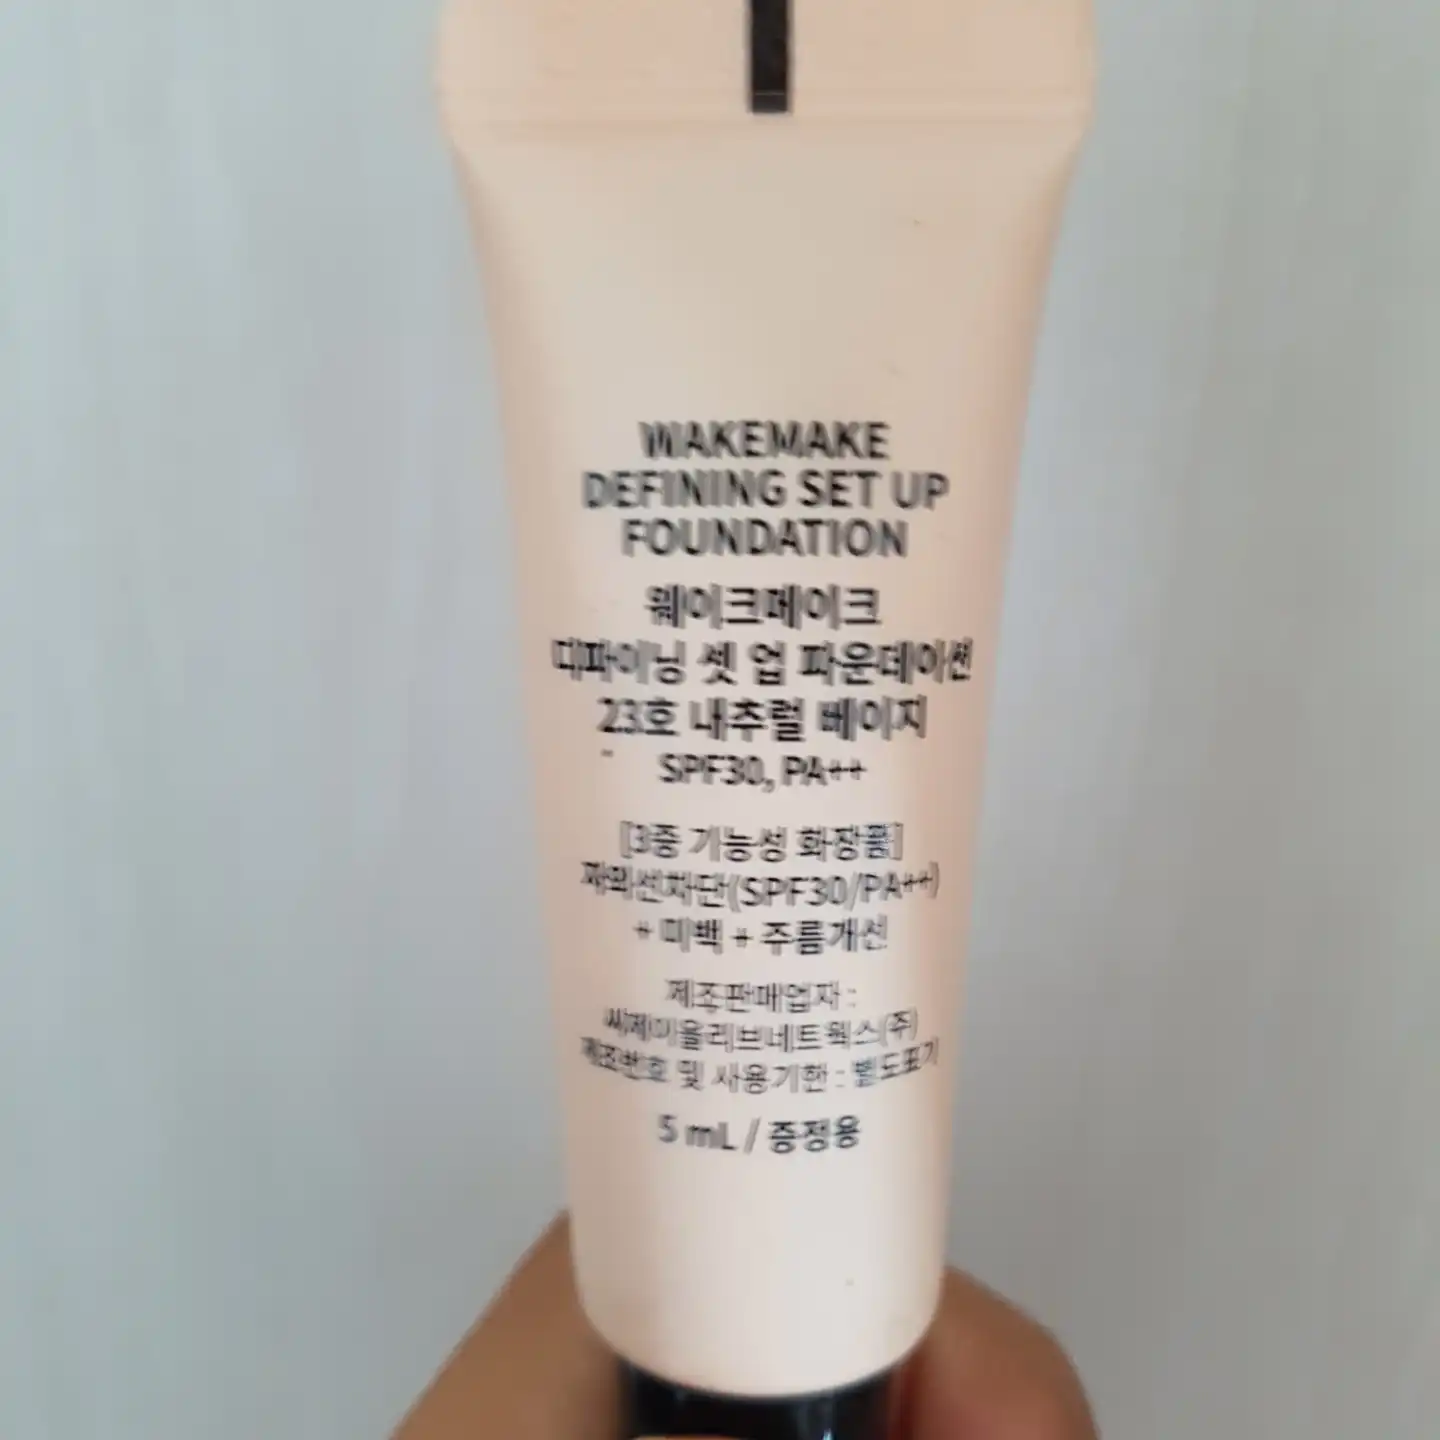 WAKEMAKE
DEFINING SET UP
FOUNDATION
웨이크메이크
디파이닝 셋 업 파운데이션
23호 내추럴 베이지
SPF30, PA++
[3중 기능성 화장품]
자외선차단(SPF30/PA++)
+ 미백 + 주름개선
제조판매업자 :
씨제이올리브네트웍스(주)
제조번호 및 사용기한 : 별도표기
5 mL / 증정용